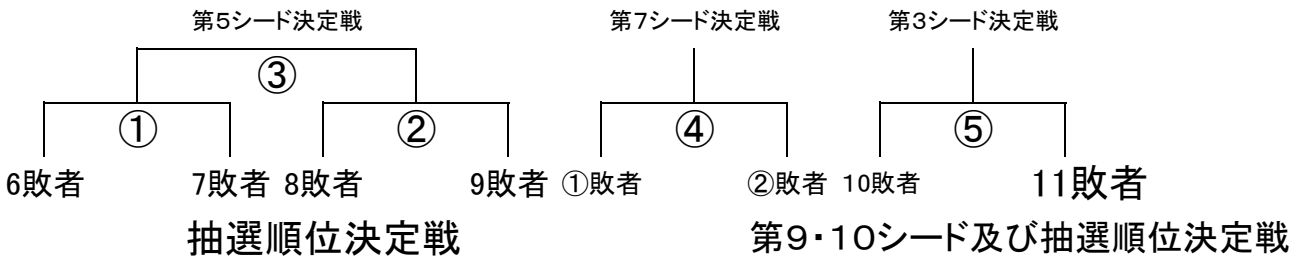 第5シード決定戦 第7シード決定戦 第3シード決定戦
③
① ② ④ ⑤
6敗者 7敗者 8敗者 9敗者 ①敗者 ②敗者 10敗者 11敗者
抽選順位決定戦 第9・10シード及び抽選順位決定戦